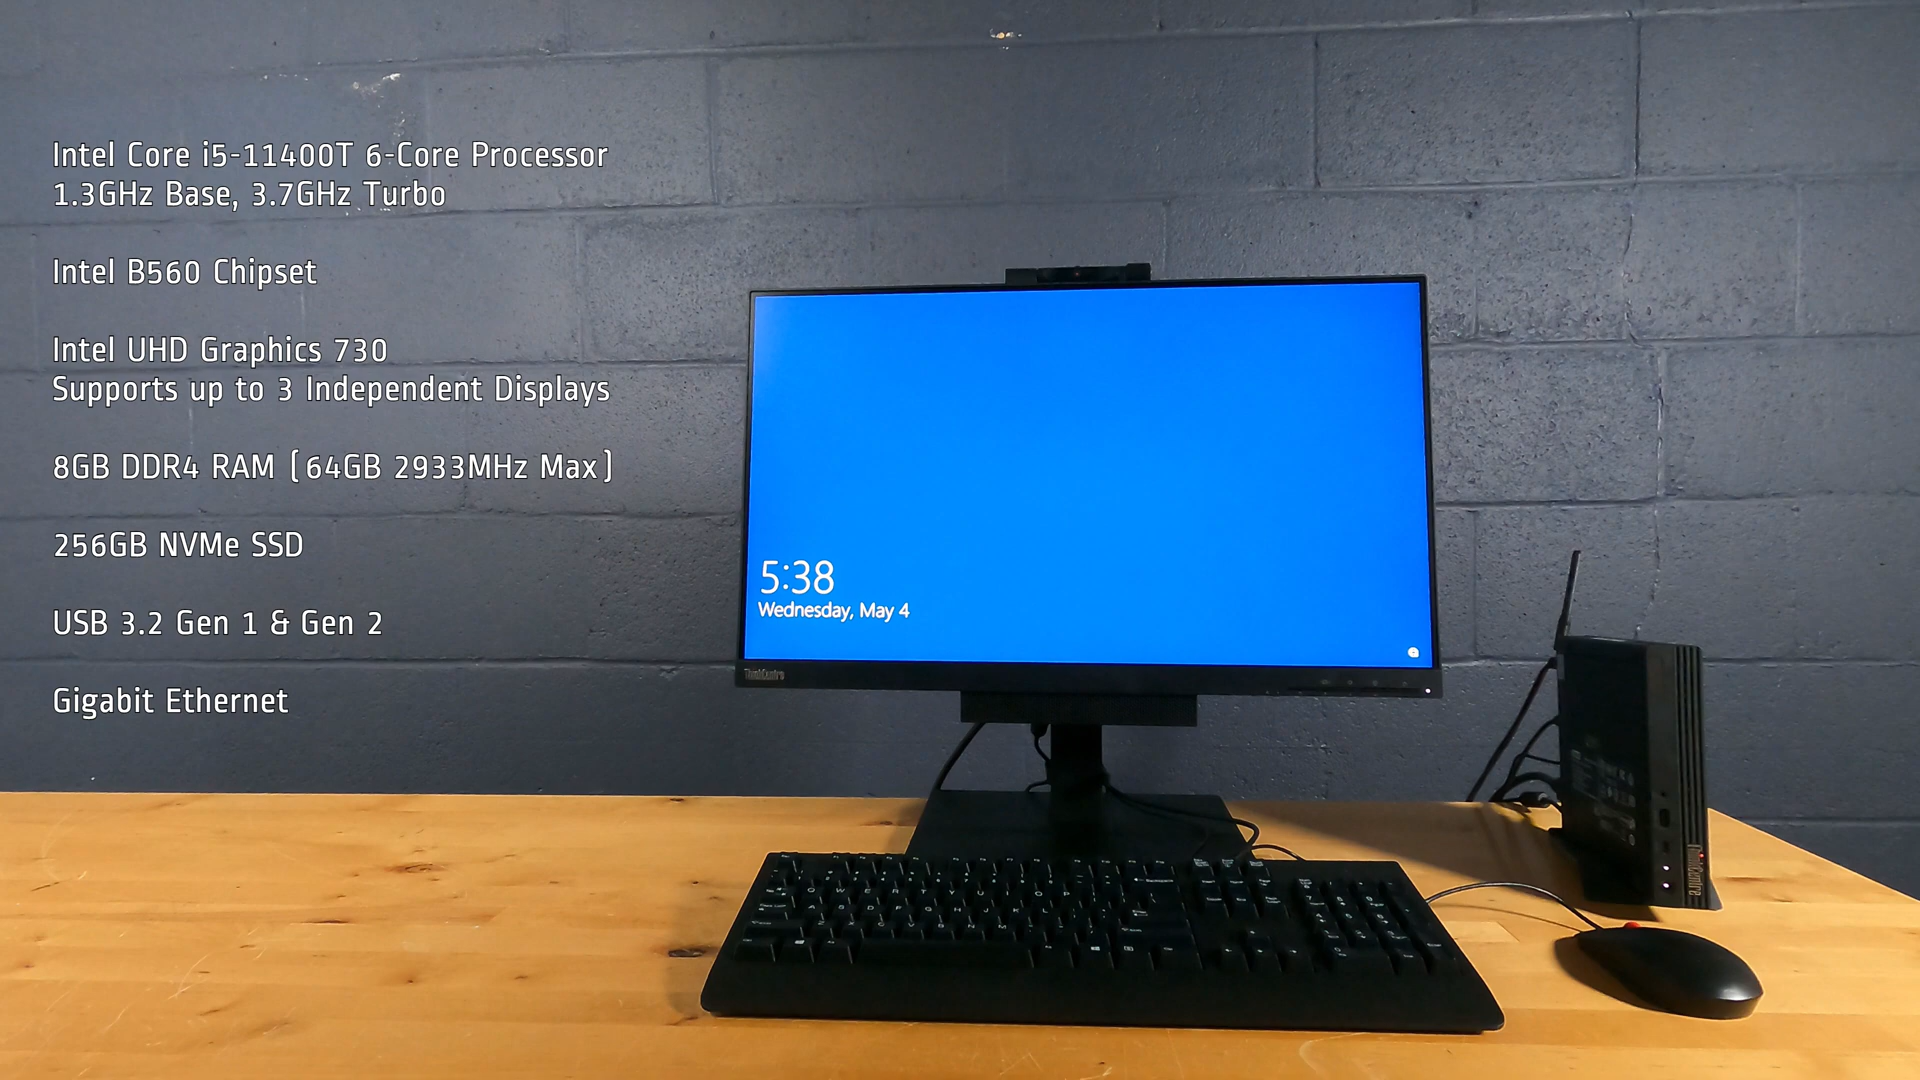 Intel Core i5-11400T 6-Core Processor
1.3GHz Base, 3.7GHz Turbo
Intel B560 Chipset
Intel UHD Graphics 730
Supports up to 3 Independent Displays
8GB DDR4 RAM (64GB 2933MHz Max)
256GB NVMe SSD
USB 3.2 Gen 1 & Gen 2
Gigabit Ethernet
5:38
Wednesday, May 4
ThinkCentre
ThinkCentre